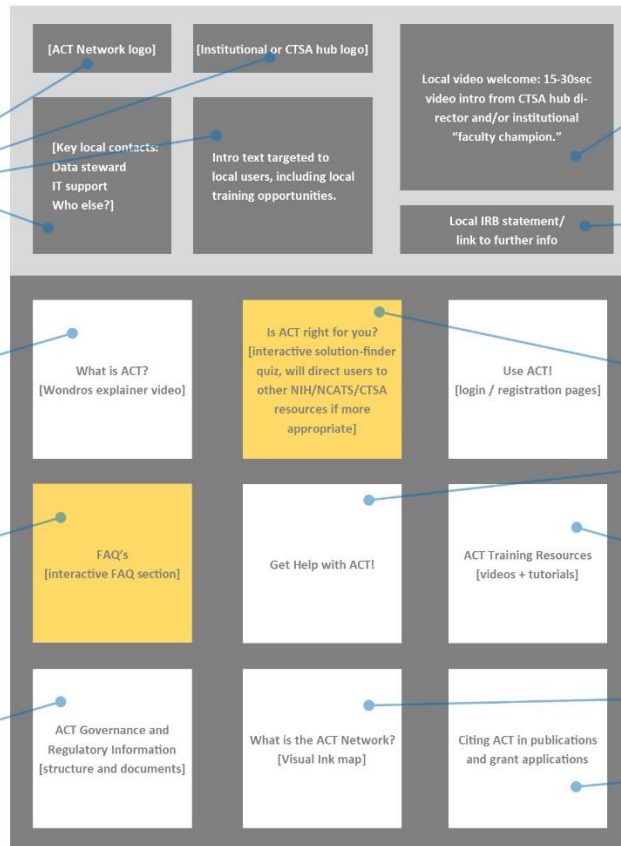 [ACT Network logo]
[Institutional or CTSA hub logo]
Local video welcome: 15-30sec
video intro from CTSA hub di-
rector and/or institutional
“faculty champion.”
[Key local contacts:
Data steward
IT support
Who else?]
Intro text targeted to
local users, including local
training opportunities.
Local IRB statement/
link to further info
What is ACT?
[Wondros explainer video]
Is ACT right for you?
[interactive solution-finder
quiz, will direct users to
other NIH/NCATS/CTSA
resources if more
appropriate]
Use ACT!
[login / registration pages]
FAQ's
[interactive FAQ section]
Get Help with ACT!
ACT Training Resources
[videos + tutorials]
ACT Governance and
Regulatory Information
[structure and documents]
What is the ACT Network?
[Visual Ink map]
Citing ACT in publications
and grant applications